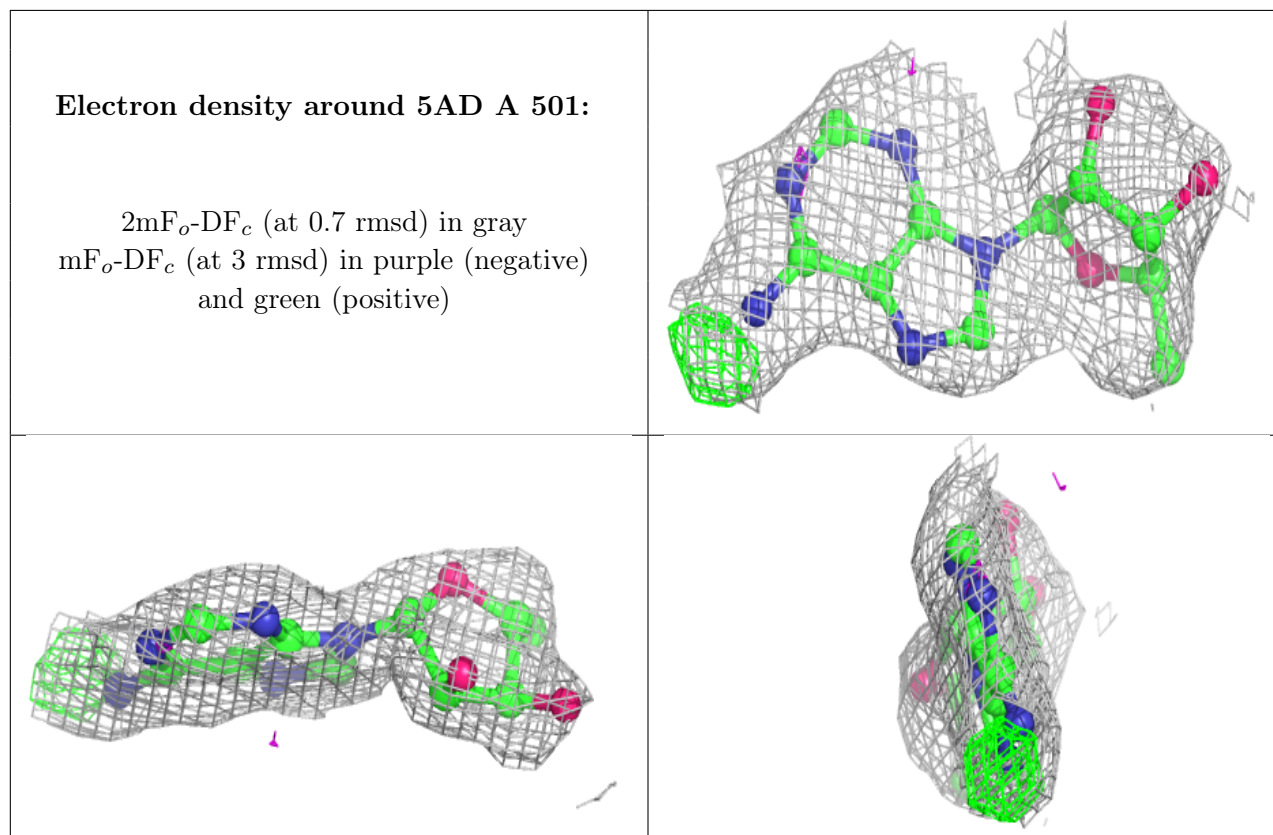 Electron density around 5AD A 501:
2mFo-DFc (at 0.7 rmsd) in gray
mFo-DFc (at 3 rmsd) in purple (negative)
and green (positive)